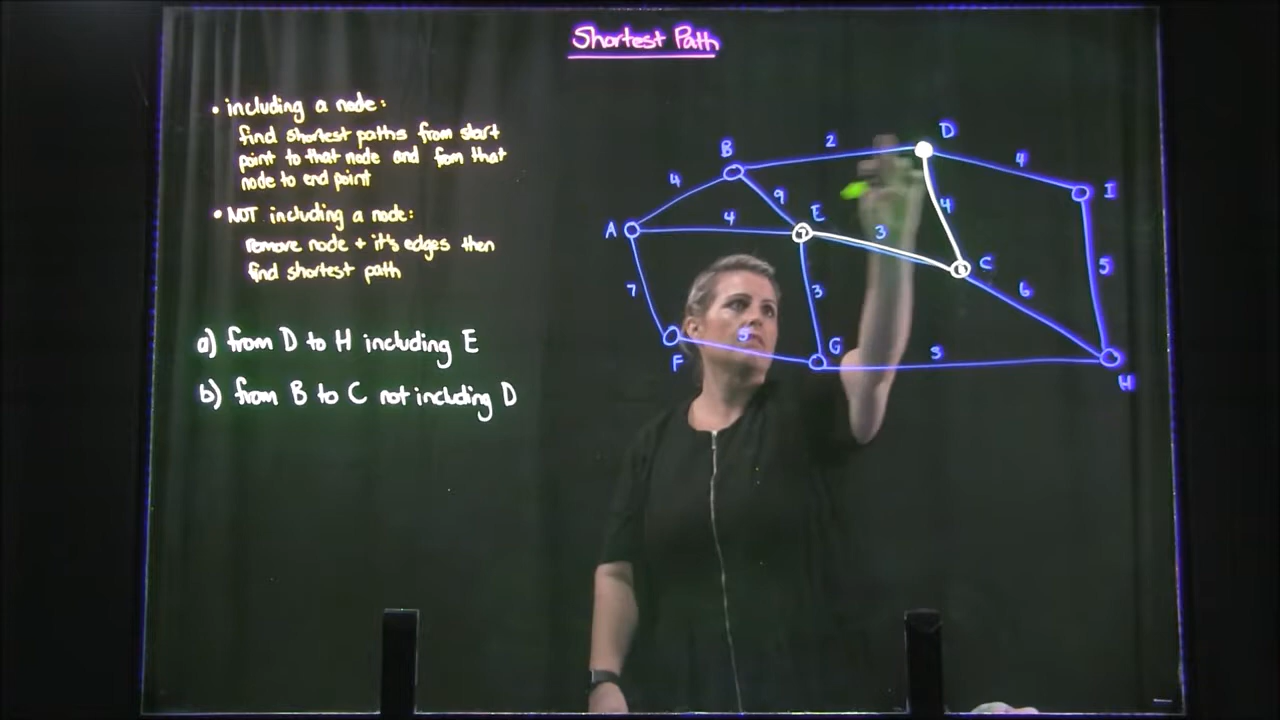 Shortest Path
• including a node:
find shortest paths from start
point to that node and from that
node to end point
• NOT including a node:
remove node + it's edges then
find shortest path
a) from D to H including E
b) from B to C not including D
D
B
2
4
4
I
9
4
E
A
4
3
C
5
7
3
6
G
F
5
H